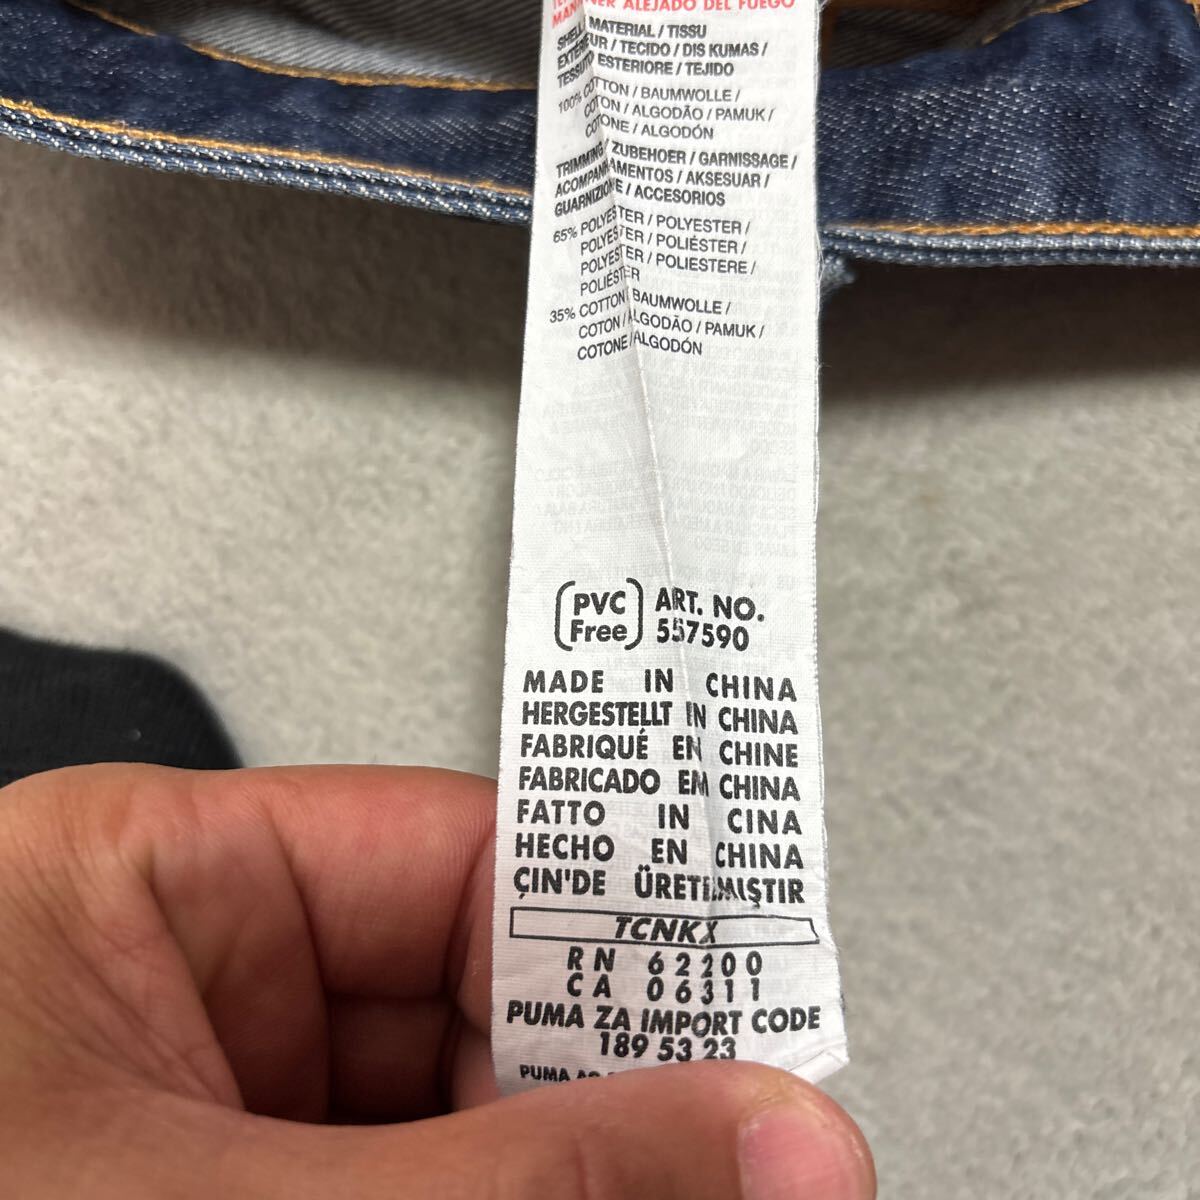 ALEJADO DEL FUEGO
SHELL MATERIAL / TISSU
EXTÉRIEUR / TECIDO / DIS KUMAS /
TESSUTO ESTERIORE / TEJIDO
100% COTTON / BAUMWOLLE /
COTON / ALGODÃO / PAMUK /
COTONE / ALGODÓN
TRIMMING / ZUBEHOER / GARNISSAGE /
ACOMPANHAMENTOS / AKSESUAR /
GUARNIZIONE / ACCESORIOS
65% POLYESTER / POLYESTER /
POLYESTER / POLIÉSTER /
POLYESTER / POLIESTERE /
POLIÉSTER
35% COTTON / BAUMWOLLE /
COTON / ALGODÃO / PAMUK /
COTONE / ALGODÓN
PVC Free ART. NO.
557590
MADE IN CHINA
HERGESTELLT IN CHINA
FABRIQUÉ EN CHINE
FABRICADO EM CHINA
FATTO IN CINA
HECHO EN CHINA
ÇIN'DE ÜRETILMIŞTIR
TCNKX
RN 62200
CA 06311
PUMA ZA IMPORT CODE
189 53 23
PUMA